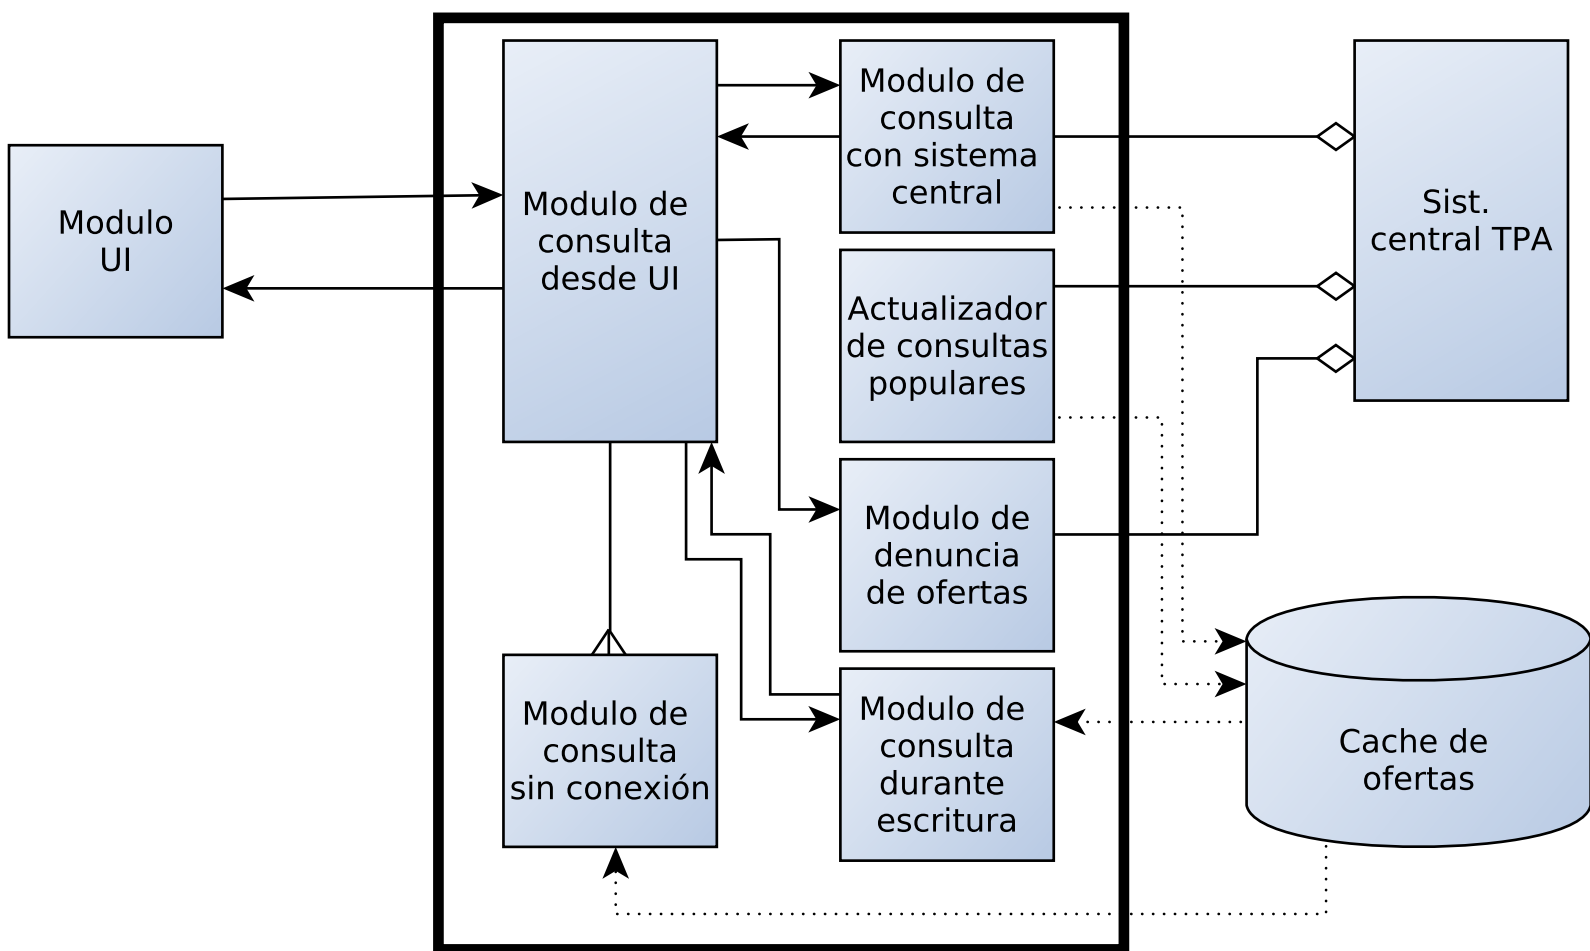 Modulo
UI
Modulo de
consulta
desde UI
Modulo de
consulta
con sistema
central
Actualizador
de consultas
populares
Modulo de
denuncia
de ofertas
Modulo de
consulta
durante
escritura
Modulo de
consulta
sin conexión
Sist.
central TPA
Cache de
ofertas